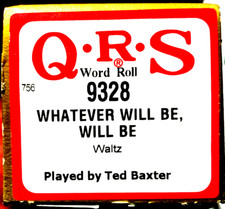 Q·R·S
®
Word Roll
756
9328
WHATEVER WILL BE,
WILL BE
Waltz
Played by Ted Baxter